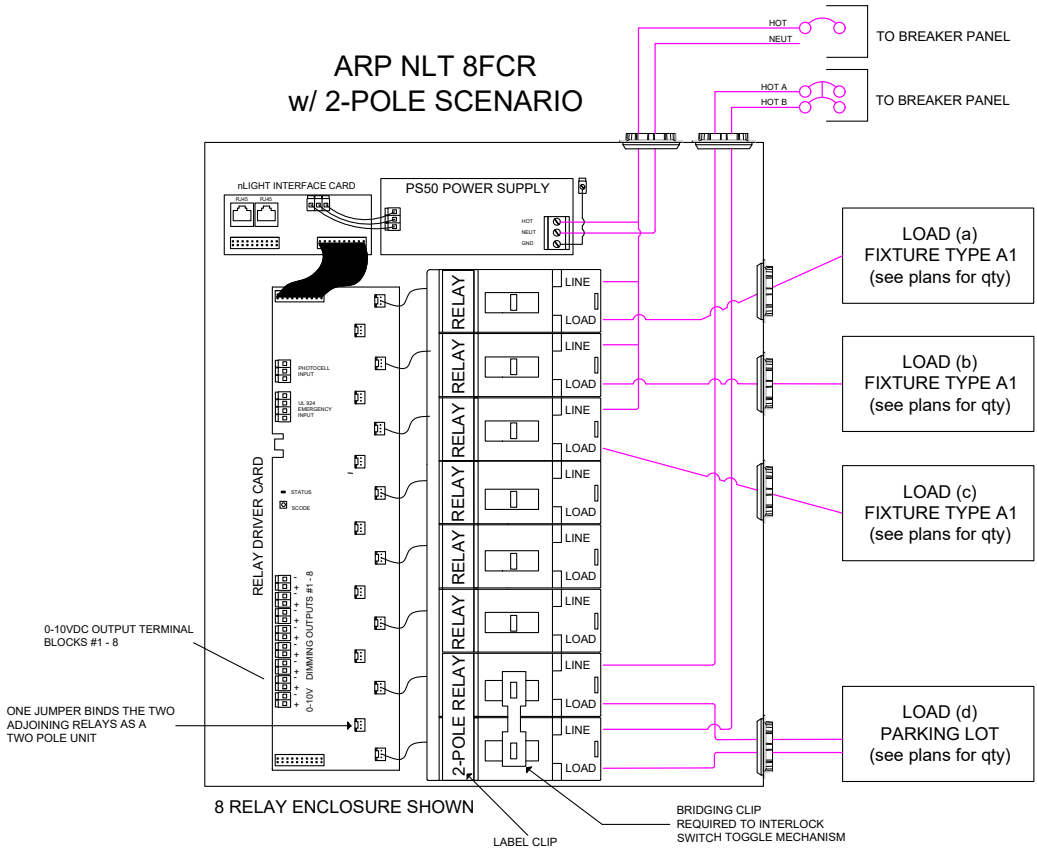 ARP NLT 8FCR
w/ 2-POLE SCENARIO
HOT
NEUT
TO BREAKER PANEL
HOT A
HOT B
TO BREAKER PANEL
nLIGHT INTERFACE CARD
RJ45
RJ45
PS50 POWER SUPPLY
HOT
NEUT
GND
RELAY
LINE
LOAD
RELAY
LINE
LOAD
RELAY
LINE
LOAD
RELAY
LINE
LOAD
RELAY
LINE
LOAD
RELAY
LINE
LOAD
2-POLE RELAY
LINE
LOAD
LINE
LOAD
LOAD (a)
FIXTURE TYPE A1
(see plans for qty)
LOAD (b)
FIXTURE TYPE A1
(see plans for qty)
LOAD (c)
FIXTURE TYPE A1
(see plans for qty)
LOAD (d)
PARKING LOT
(see plans for qty)
PHOTOCELL
INPUT
UL 924
EMERGENCY
INPUT
RELAY DRIVER CARD
STATUS
SCODE
-
+
-
+
-
+
-
+
-
+
-
+
-
+
-
+
0-10V DIMMING OUTPUTS #1 - 8
0-10VDC OUTPUT TERMINAL
BLOCKS #1 - 8
ONE JUMPER BINDS THE TWO
ADJOINING RELAYS AS A
TWO POLE UNIT
8 RELAY ENCLOSURE SHOWN
LABEL CLIP
BRIDGING CLIP
REQUIRED TO INTERLOCK
SWITCH TOGGLE MECHANISM